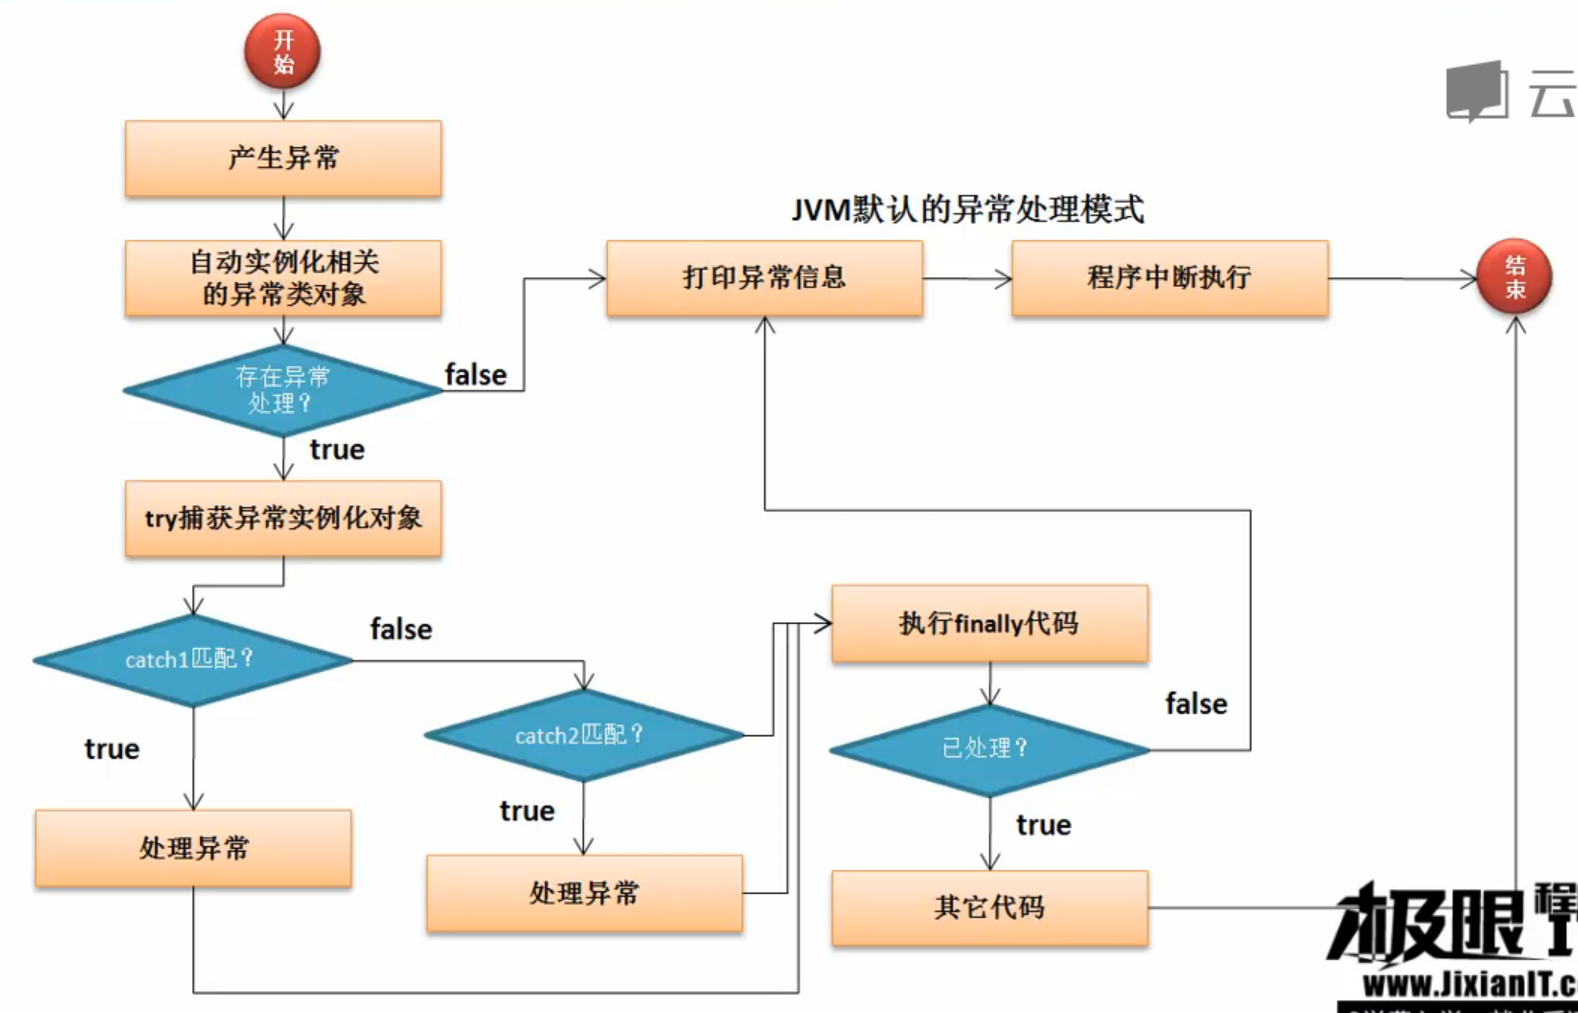 开
始
产生异常
自动实例化相关
的异常类对象
存在异常
处理？
false
true
try捕获异常实例化对象
catch1匹配？
false
true
处理异常
catch2匹配？
true
处理异常
JVM默认的异常处理模式
打印异常信息
程序中断执行
结
束
执行finally代码
已处理？
false
true
其它代码
云
极限程
www.JixianIT.c